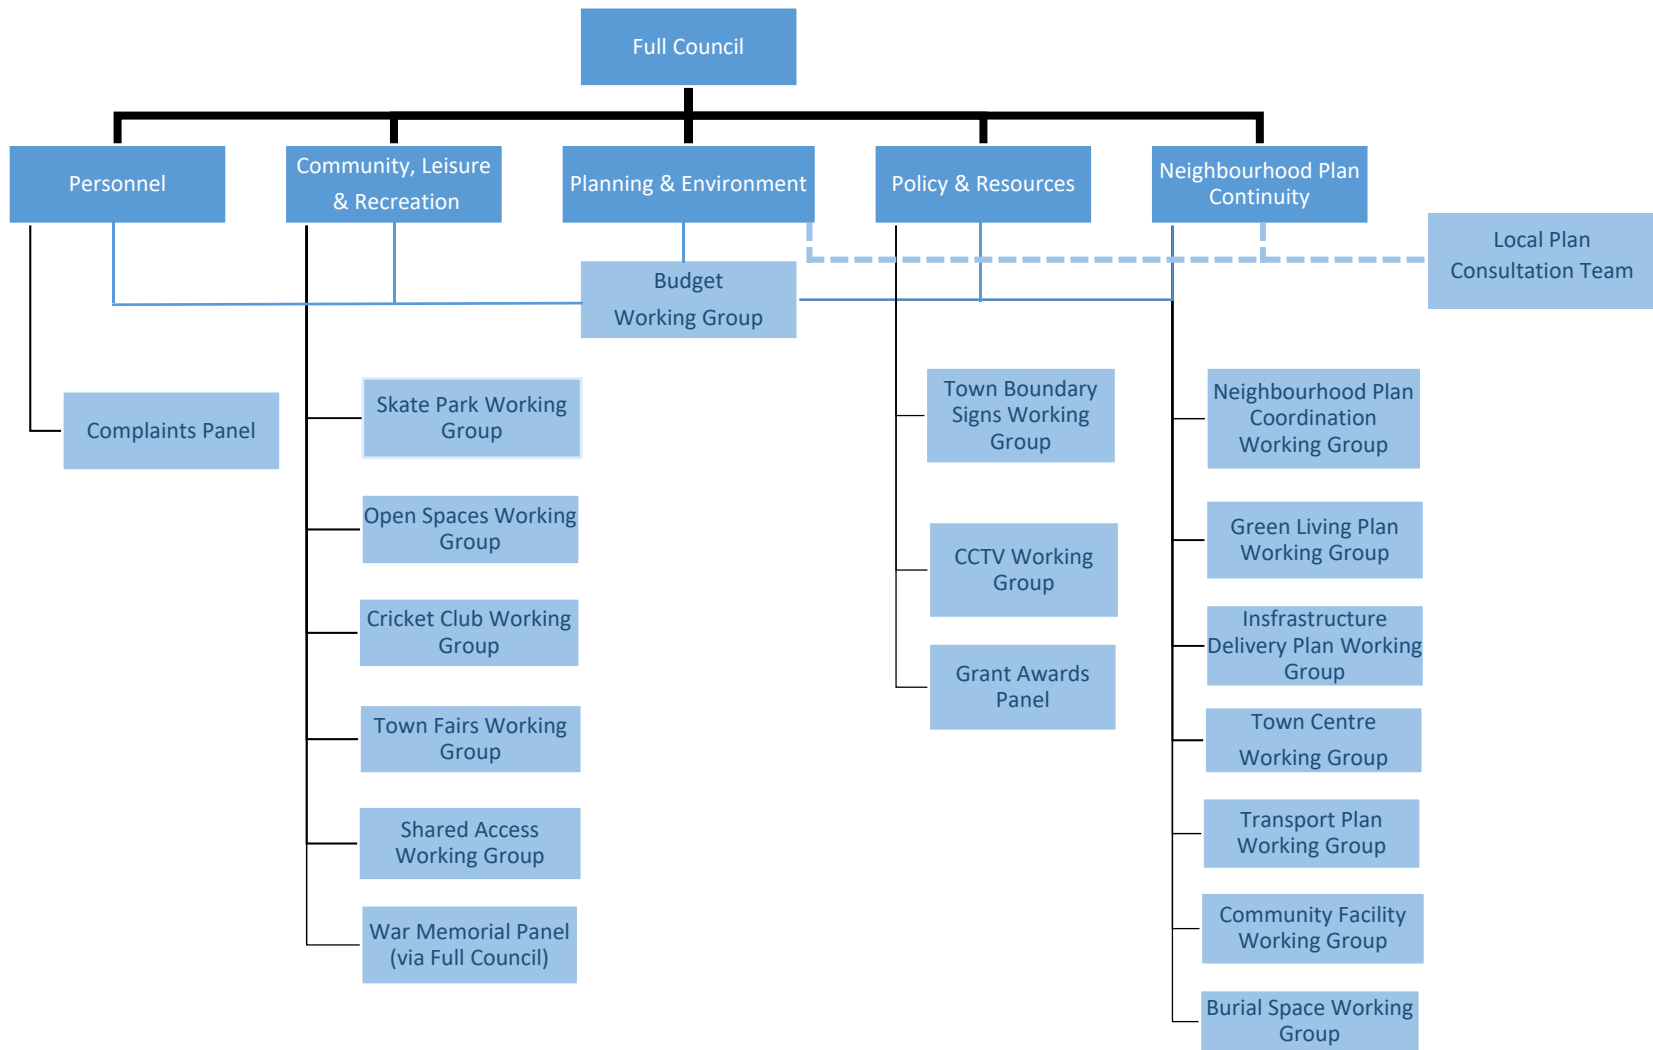 Full Council
Personnel
Community, Leisure
& Recreation
Planning & Environment
Policy & Resources
Neighbourhood Plan
Continuity
Local Plan
Consultation Team
Budget
Working Group
Complaints Panel
Skate Park Working
Group
Open Spaces Working
Group
Cricket Club Working
Group
Town Fairs Working
Group
Shared Access
Working Group
War Memorial Panel
(via Full Council)
Town Boundary
Signs Working
Group
CCTV Working
Group
Grant Awards
Panel
Neighbourhood Plan
Coordination
Working Group
Green Living Plan
Working Group
Insfrastructure
Delivery Plan Working
Group
Town Centre
Working Group
Transport Plan
Working Group
Community Facility
Working Group
Burial Space Working
Group